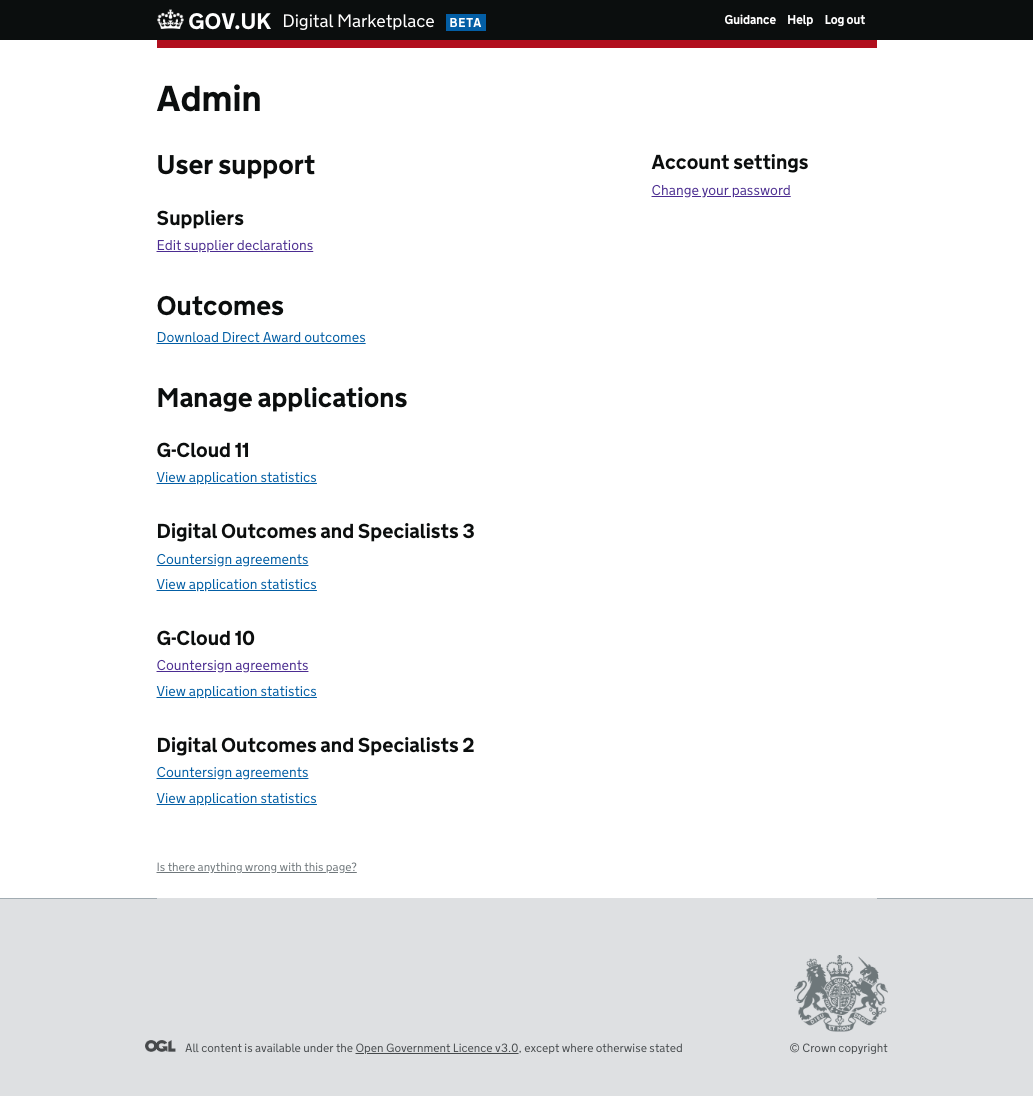 GOV.UK Digital Marketplace BETA Guidance Help Log out
Admin
User support
Account settings
Change your password
Suppliers
Edit supplier declarations
Outcomes
Download Direct Award outcomes
Manage applications
G-Cloud 11
View application statistics
Digital Outcomes and Specialists 3
Countersign agreements
View application statistics
G-Cloud 10
Countersign agreements
View application statistics
Digital Outcomes and Specialists 2
Countersign agreements
View application statistics
Is there anything wrong with this page?
OGL All content is available under the Open Government Licence v3.0, except where otherwise stated
© Crown copyright